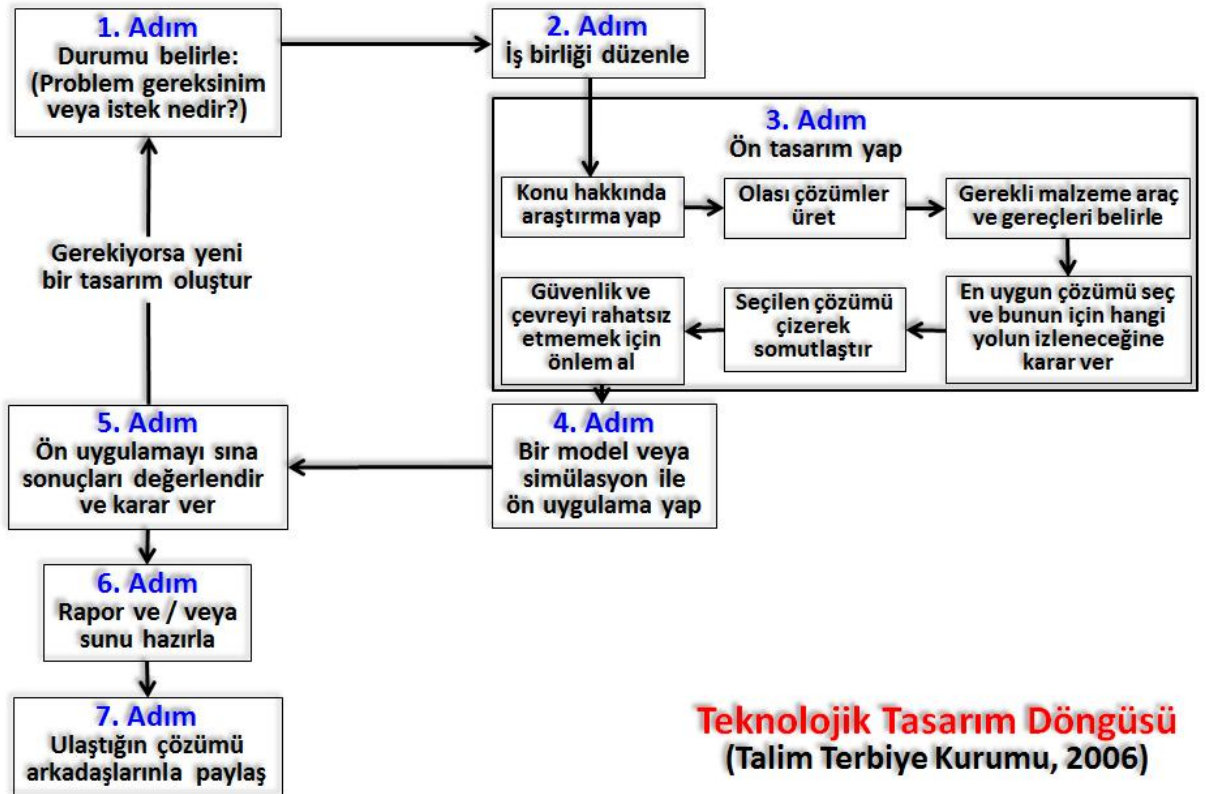 1. Adım
Durumu belirle:
(Problem gereksinim
veya istek nedir?)
2. Adım
İş birliği düzenle
3. Adım
Ön tasarım yap
Konu hakkında
araştırma yap
Olası çözümler
üret
Gerekli malzeme araç
ve gereçleri belirle
En uygun çözümü seç
ve bunun için hangi
yolun izleneceğine
karar ver
Seçilen çözümü
çizerek
somutlaştır
Güvenlik ve
çevreyi rahatsız
etmemek için
önlem al
4. Adım
Bir model veya
simülasyon ile
ön uygulama yap
5. Adım
Ön uygulamayı sına
sonuçları değerlendir
ve karar ver
Gerekiyorsa yeni
bir tasarım oluştur
6. Adım
Rapor ve / veya
sunu hazırla
7. Adım
Ulaştığın çözümü
arkadaşlarınla paylaş
Teknolojik Tasarım Döngüsü
(Talim Terbiye Kurumu, 2006)